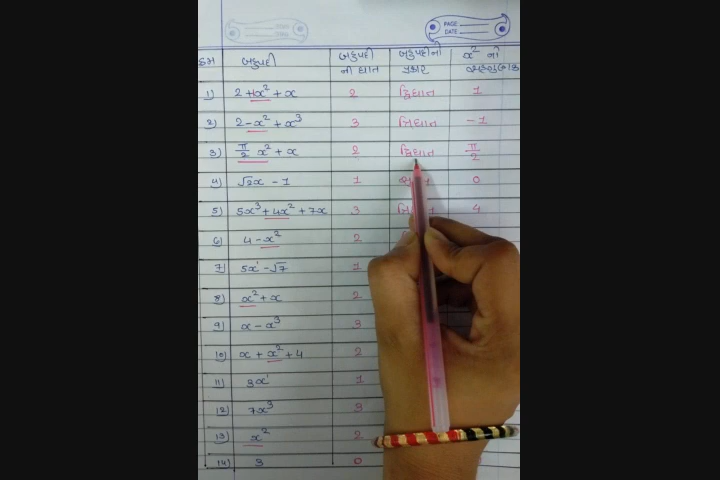 PAGE
DATE
ક્રમ બહુપદી બહુપદી ની ઘાત બહુપદીનો પ્રકાર x² નો સહગુણક
1) 2 + 1x² + x 2 દ્વિઘાત 1
2) 2 - x² + x³ 3 ત્રિઘાત -1
3) π/2 x² + x 2 દ્વિઘાત π/2
4) √2x - 1 1 0
5) 5x³ + 4x² + 7x 3 4
6) 4 - x² 2
7) 5x¹ - √7 1
8) x² + x 2
9) x - x³ 3
10) x + x² + 4 2
11) 3x¹ 1
12) 7x³ 3
13) x² 2
14) 3 0